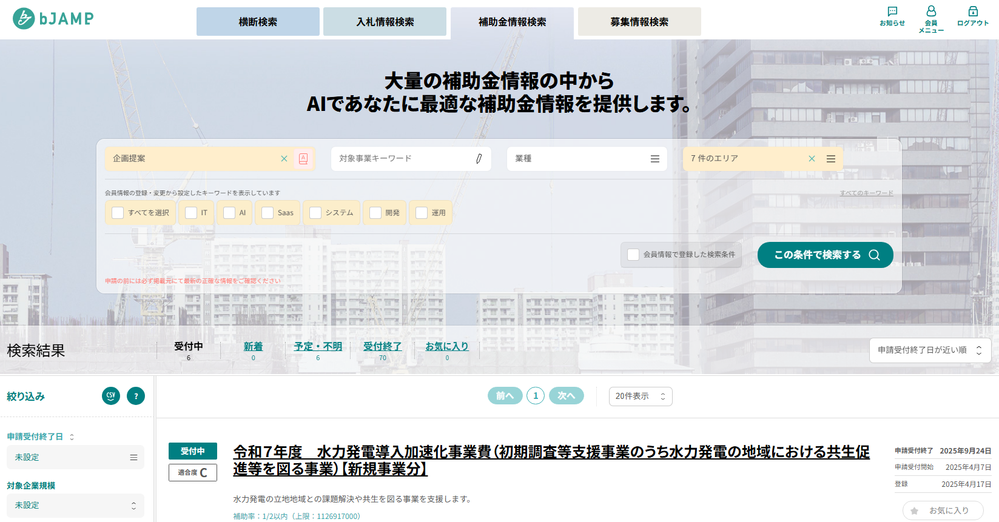 bJAMP
横断検索
入札情報検索
補助金情報検索
募集情報検索
お知らせ
会員
メニュー
ログアウト
大量の補助金情報の中から
AIであなたに最適な補助金情報を提供します。
企画提案
対象事業キーワード
業種
7 件のエリア
会員情報の登録・変更から設定したキーワードを表示しています
すべてのキーワード
すべてを選択
IT
AI
Saas
システム
開発
運用
会員情報で登録した検索条件
この条件で検索する
申請の前には必ず掲載元にて最新の正確な情報をご確認ください
検索結果
受付中
6
新着
0
予定・不明
6
受付終了
70
お気に入り
0
申請受付終了日が近い順
絞り込み
CSV
?
前へ
1
次へ
20件表示
申請受付終了日
未設定
対象企業規模
未設定
受付中
適合度 C
令和７年度　水力発電導入加速化事業費（初期調査等支援事業のうち水力発電の地域における共生促
進等を図る事業）【新規事業分】
水力発電の立地地域との課題解決や共生を図る事業を支援します。
補助率：1/2以内（上限：1126917000）
申請受付終了 2025年9月24日
申請受付開始 2025年4月7日
登録 2025年4月17日
お気に入り